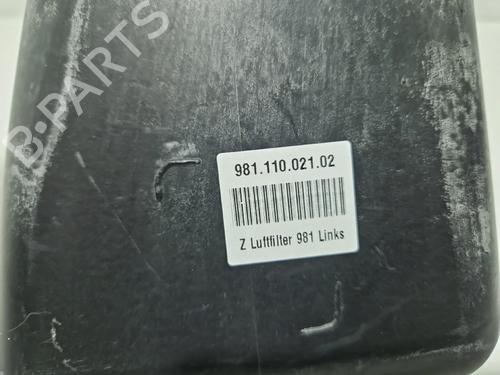 B-PARTS
981.110.021.02
Z Luftfilter 981 Links